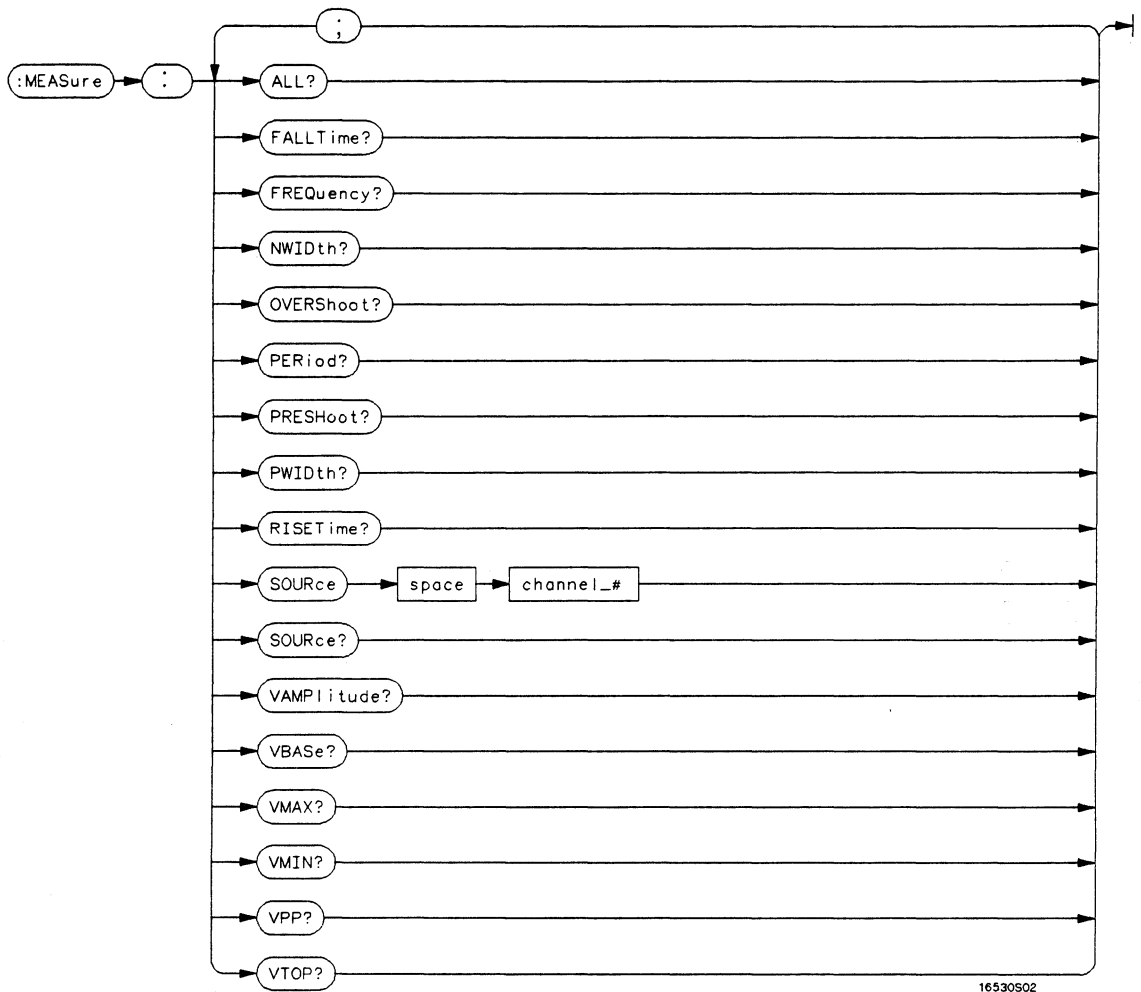 ;
:MEASure : ALL?
FALLTime?
FREQuency?
NWIDth?
OVERShoot?
PERiod?
PRESHoot?
PWIDth?
RISETime?
SOURce space channel_#
SOURce?
VAMPlitude?
VBASe?
VMAX?
VMIN?
VPP?
VTOP?
16530S02